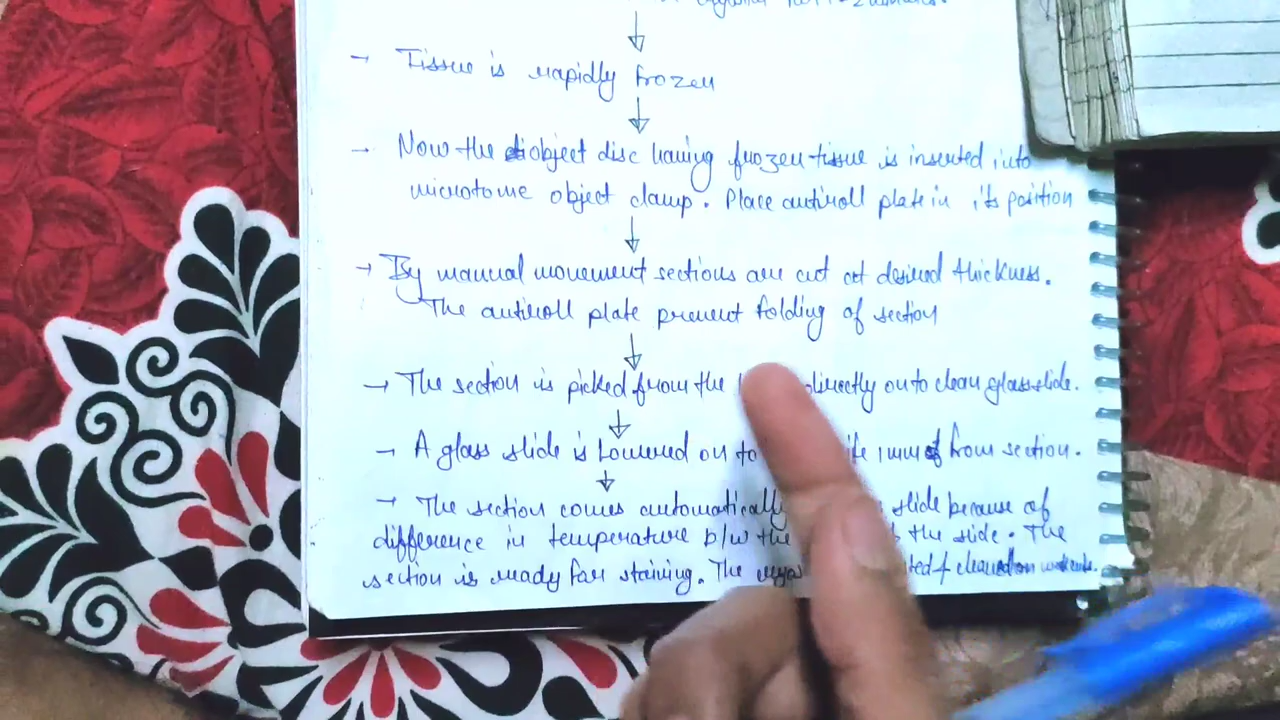 → Tissue is rapidly frozen
→ Now the object disc having frozen tissue is inserted into
microtome object clamp. Place antiroll plate in its position
→ By manual movement sections are cut at desired thickness.
The antiroll plate prevent folding of section
→ The section is picked from the directly onto clean glass slide.
→ A glass slide is lowered on to 1mm from section.
→ The section comes automatically slide because of
difference in temperature b/w the the slide. The
section is ready for staining. The